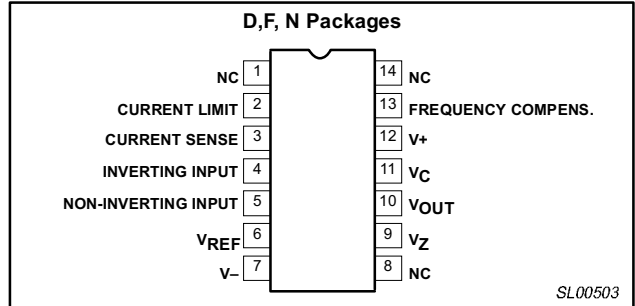 D,F, N Packages
NC 1 14 NC
CURRENT LIMIT 2 13 FREQUENCY COMPENS.
CURRENT SENSE 3 12 V+
INVERTING INPUT 4 11 VC
NON-INVERTING INPUT 5 10 VOUT
VREF 6 9 VZ
V– 7 8 NC
SL00503